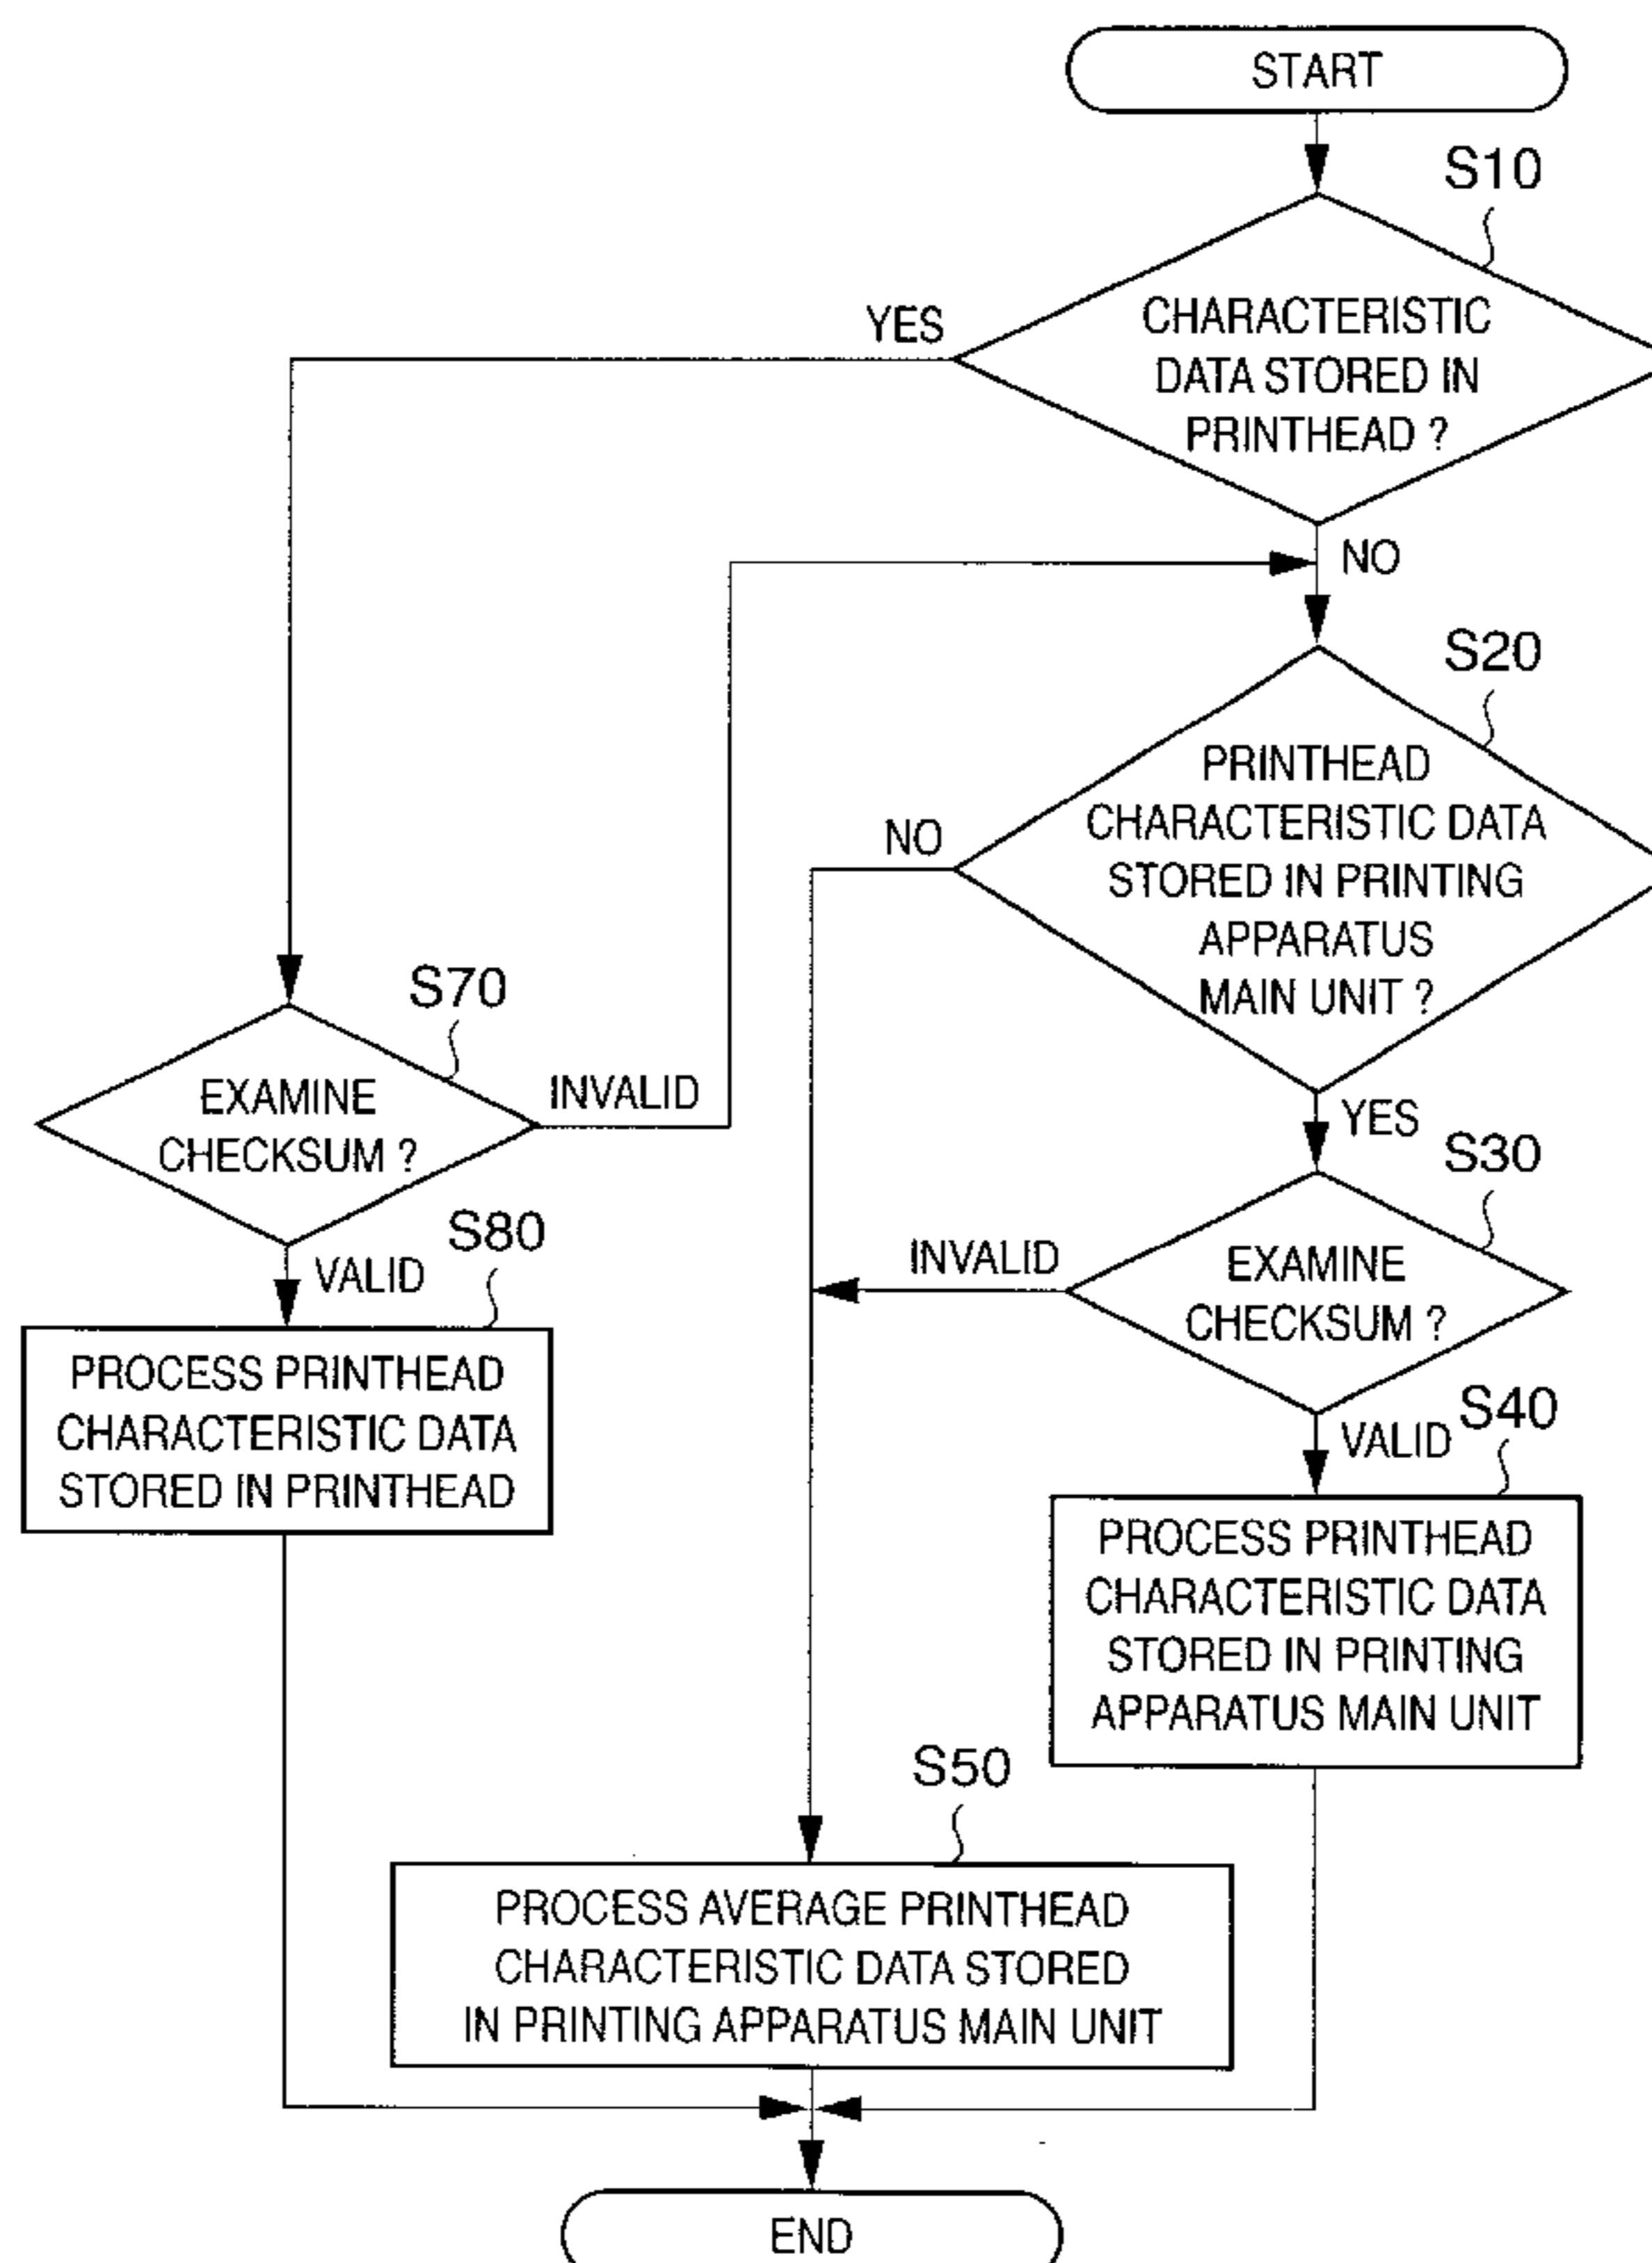 START
S10
CHARACTERISTIC
DATA STORED IN
PRINTHEAD ?
YES
NO
S20
PRINTHEAD
CHARACTERISTIC DATA
STORED IN PRINTING
APPARATUS
MAIN UNIT ?
NO
YES
S70
EXAMINE
CHECKSUM ?
INVALID
VALID
S30
EXAMINE
CHECKSUM ?
INVALID
VALID
S80
PROCESS PRINTHEAD
CHARACTERISTIC DATA
STORED IN PRINTHEAD
S40
PROCESS PRINTHEAD
CHARACTERISTIC DATA
STORED IN PRINTING
APPARATUS MAIN UNIT
S50
PROCESS AVERAGE PRINTHEAD
CHARACTERISTIC DATA STORED
IN PRINTING APPARATUS MAIN UNIT
END